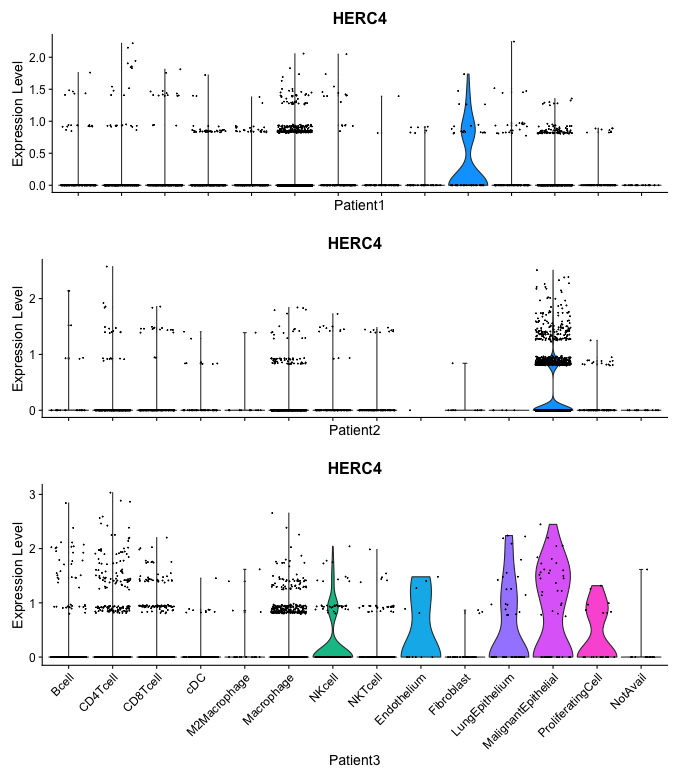 HERC4
Expression Level
2.0
1.5
1.0
0.5
0.0
Patient1
HERC4
Expression Level
2
1
0
Patient2
HERC4
Expression Level
3
2
1
0
Bcell
CD4Tcell
CD8Tcell
cDC
M2Macrophage
Macrophage
NKcell
NKTcell
Endothelium
Fibroblast
LungEpithelium
MalignantEpithelial
ProliferatingCell
NotAvail
Patient3